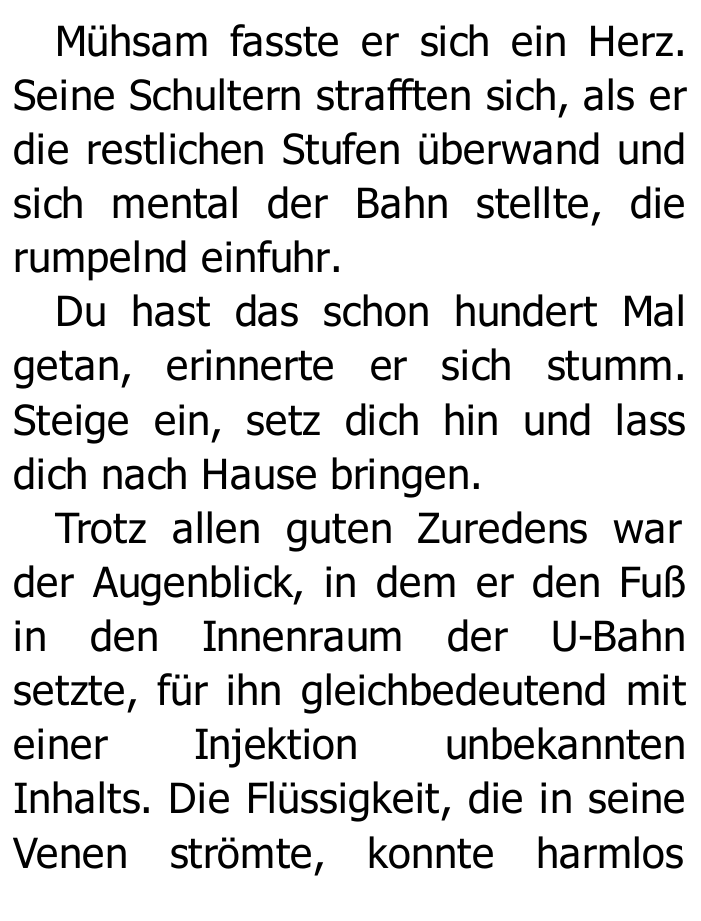 Mühsam fasste er sich ein Herz.
Seine Schultern strafften sich, als er
die restlichen Stufen überwand und
sich mental der Bahn stellte, die
rumpelnd einfuhr.
Du hast das schon hundert Mal
getan, erinnerte er sich stumm.
Steige ein, setz dich hin und lass
dich nach Hause bringen.
Trotz allen guten Zuredens war
der Augenblick, in dem er den Fuß
in den Innenraum der U-Bahn
setzte, für ihn gleichbedeutend mit
einer Injektion unbekannten
Inhalts. Die Flüssigkeit, die in seine
Venen strömte, konnte harmlos